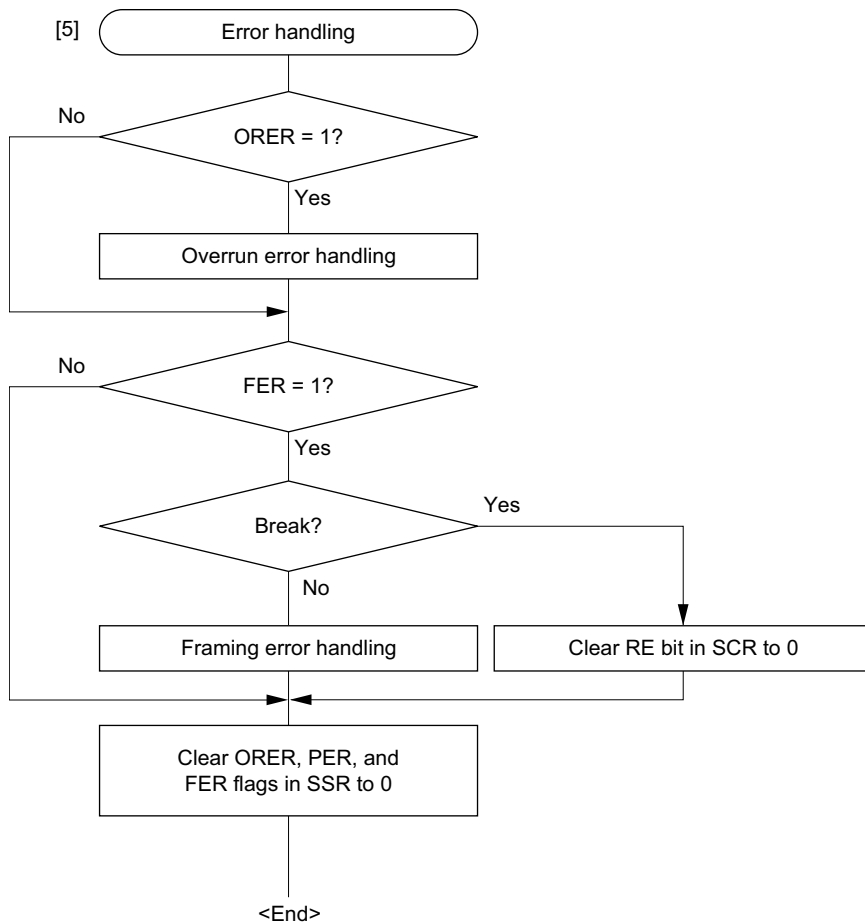 [5]
Error handling
No
ORER = 1?
Yes
Overrun error handling
No
FER = 1?
Yes
Break?
Yes
No
Framing error handling
Clear RE bit in SCR to 0
Clear ORER, PER, and
FER flags in SSR to 0
<End>